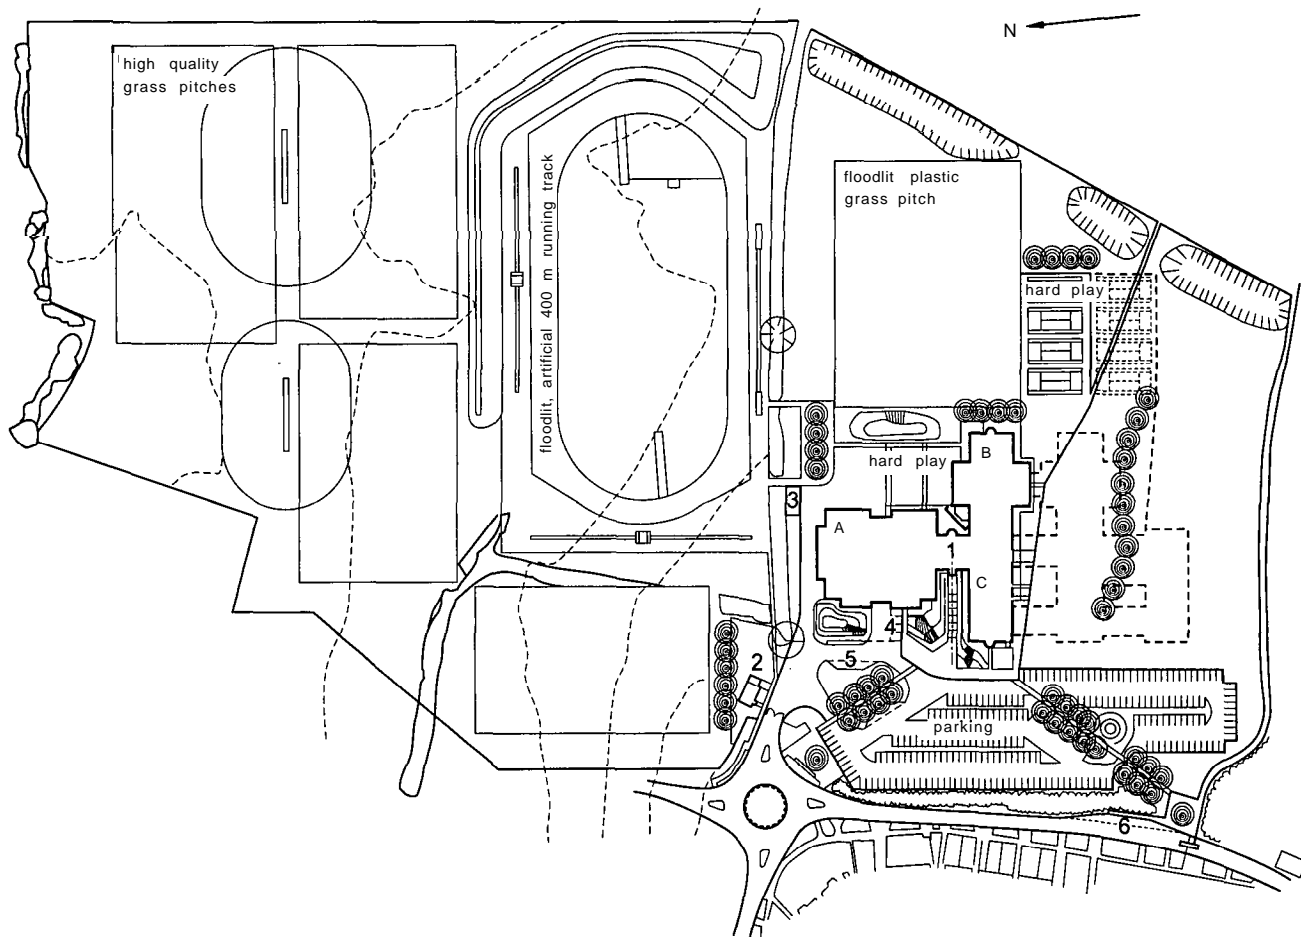 N
high quality
grass pitches
floodlit, artificial 400 m running track
floodlit plastic
grass pitch
hard play
hard play
B
3
A
1
C
4
5
2
parking
6